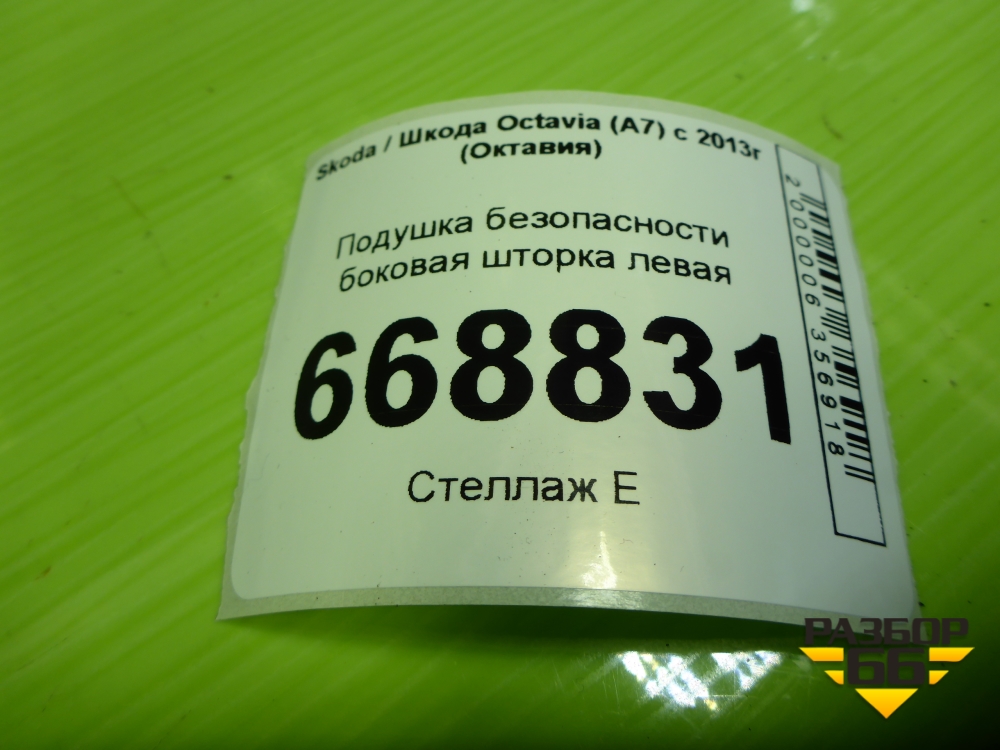 Skoda / Шкода Octavia (A7) с 2013г
(Октавия)
Подушка безопасности
боковая шторка левая
668831
Стеллаж Е
2000006356918
РАЗБОР
66